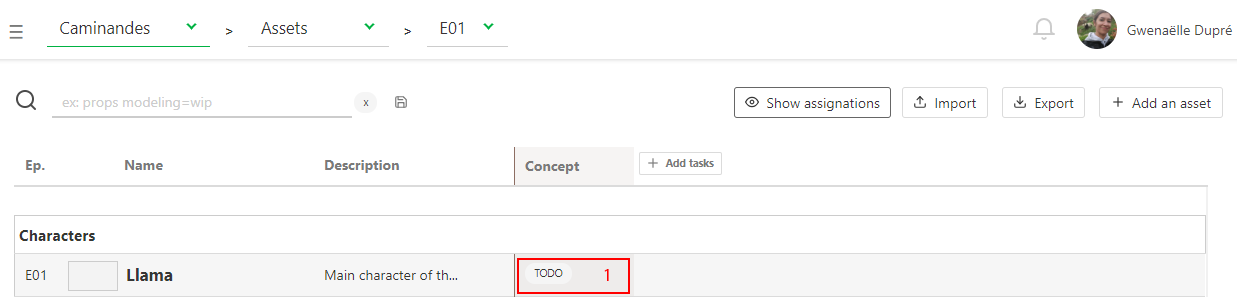 Caminandes > Assets > E01 Gwenaëlle Dupré
ex: props modeling=wip x Show assignations Import Export Add an asset
Ep. Name Description Concept Add tasks
Characters
E01 Llama Main character of th... TODO 1